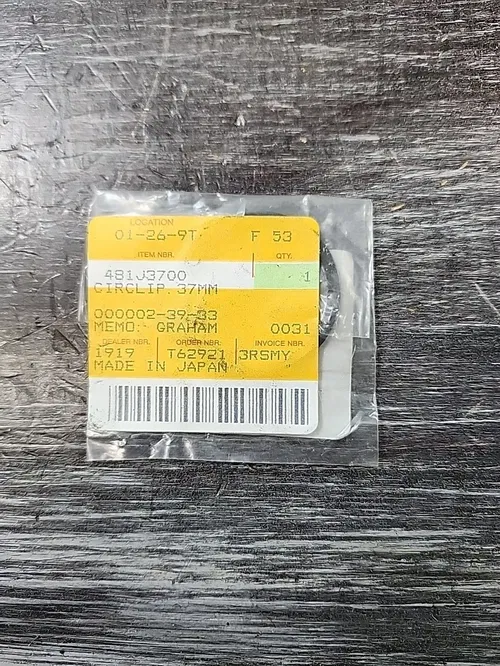 LOCATION
01-26-9T F 53
ITEM NBR. QTY.
481J3700 1
CIRCLIP 37MM
000002-39-33
MEMO: GRAHAM 0031
DEALER NBR. ORDER NBR: INVOICE NBR.
1919 T62921 3RSMY
MADE IN JAPAN